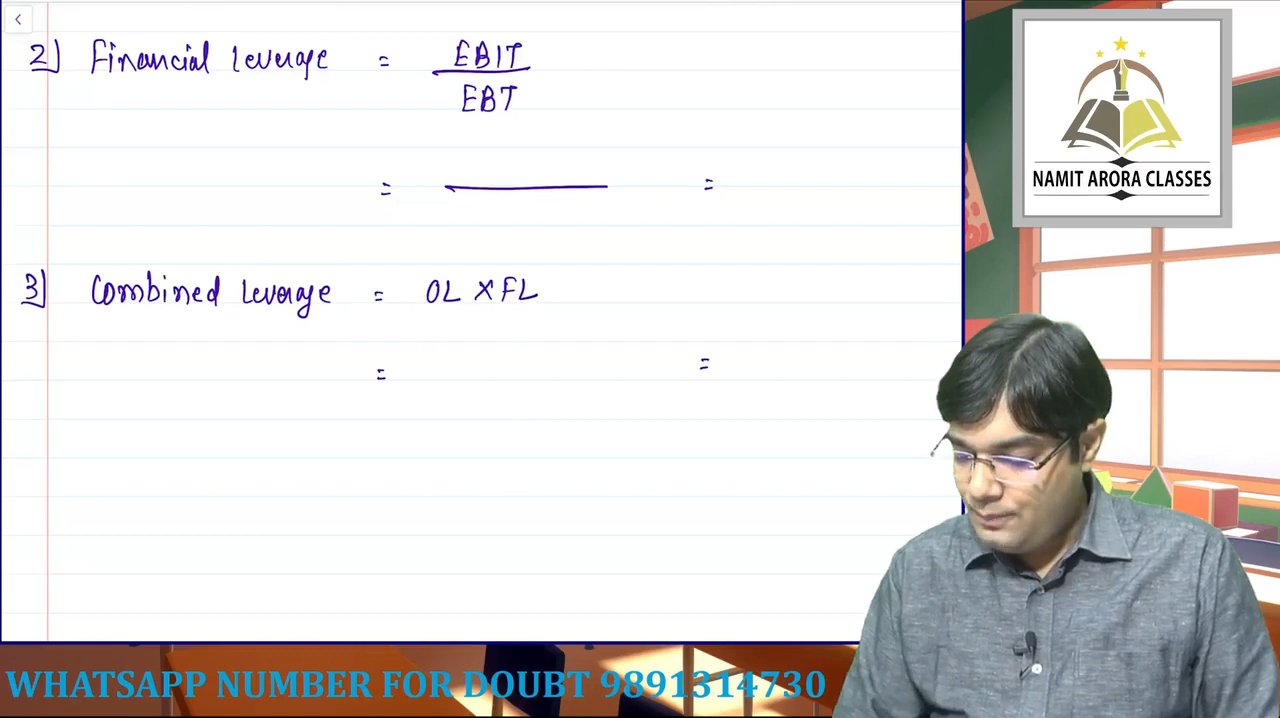 2] Financial leverage = EBIT
EBT
= =
3] Combined leverage = OL X FL
= =
NAMIT ARORA CLASSES
WHATSAPP NUMBER FOR DOUBT 9891314730